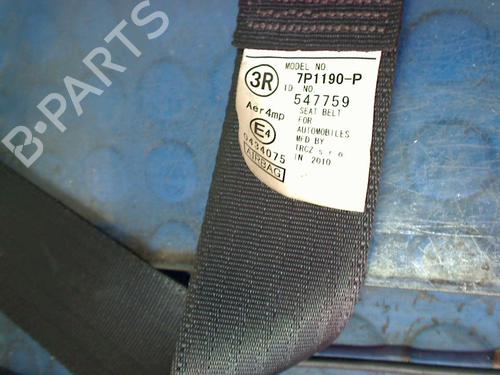 B-PARTS
3R
MODEL NO.
7P1190-P
ID NO.
547759
Aer4mp
SEAT BELT
FOR
AUTOMOBILES
E4
MFD BY
TRCZ s.r.o
0434075
IN 2010
AIRBAG